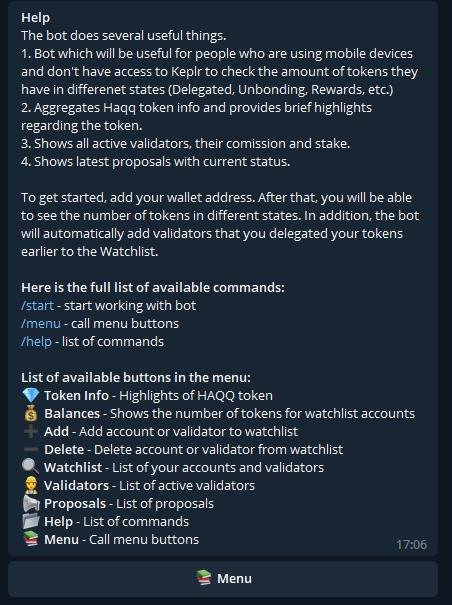 Help
The bot does several useful things.
1. Bot which will be useful for people who are using mobile devices
and don't have access to Keplr to check the amount of tokens they
have in differenet states (Delegated, Unbonding, Rewards, etc.)
2. Aggregates Haqq token info and provides brief highlights
regarding the token.
3. Shows all active validators, their comission and stake.
4. Shows latest proposals with current status.
To get started, add your wallet address. After that, you will be able
to see the number of tokens in different states. In addition, the bot
will automatically add validators that you delegated your tokens
earlier to the Watchlist.
Here is the full list of available commands:
/start - start working with bot
/menu - call menu buttons
/help - list of commands
List of available buttons in the menu:
💎 Token Info - Highlights of HAQQ token
💰 Balances - Shows the number of tokens for watchlist accounts
➕ Add - Add account or validator to watchlist
➖ Delete - Delete account or validator from watchlist
🔍 Watchlist - List of your accounts and validators
👷 Validators - List of active validators
📢 Proposals - List of proposals
📂 Help - List of commands
📚 Menu - Call menu buttons
17:06
📚 Menu